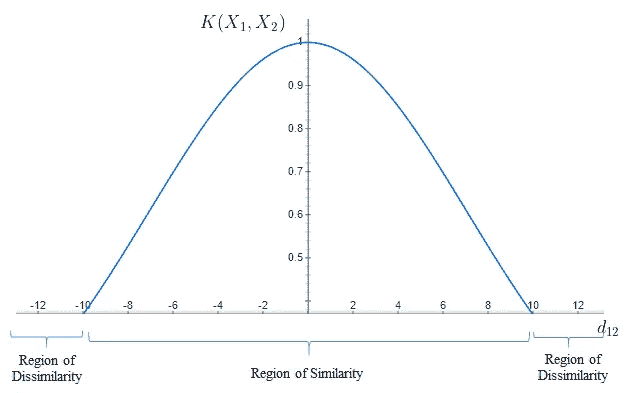 K(X₁, X₂)
1
0.9
0.8
0.7
0.6
0.5
-12 -10 -8 -6 -4 -2 2 4 6 8 10 12
d₁₂
Region of
Dissimilarity
Region of Similarity
Region of
Dissimilarity